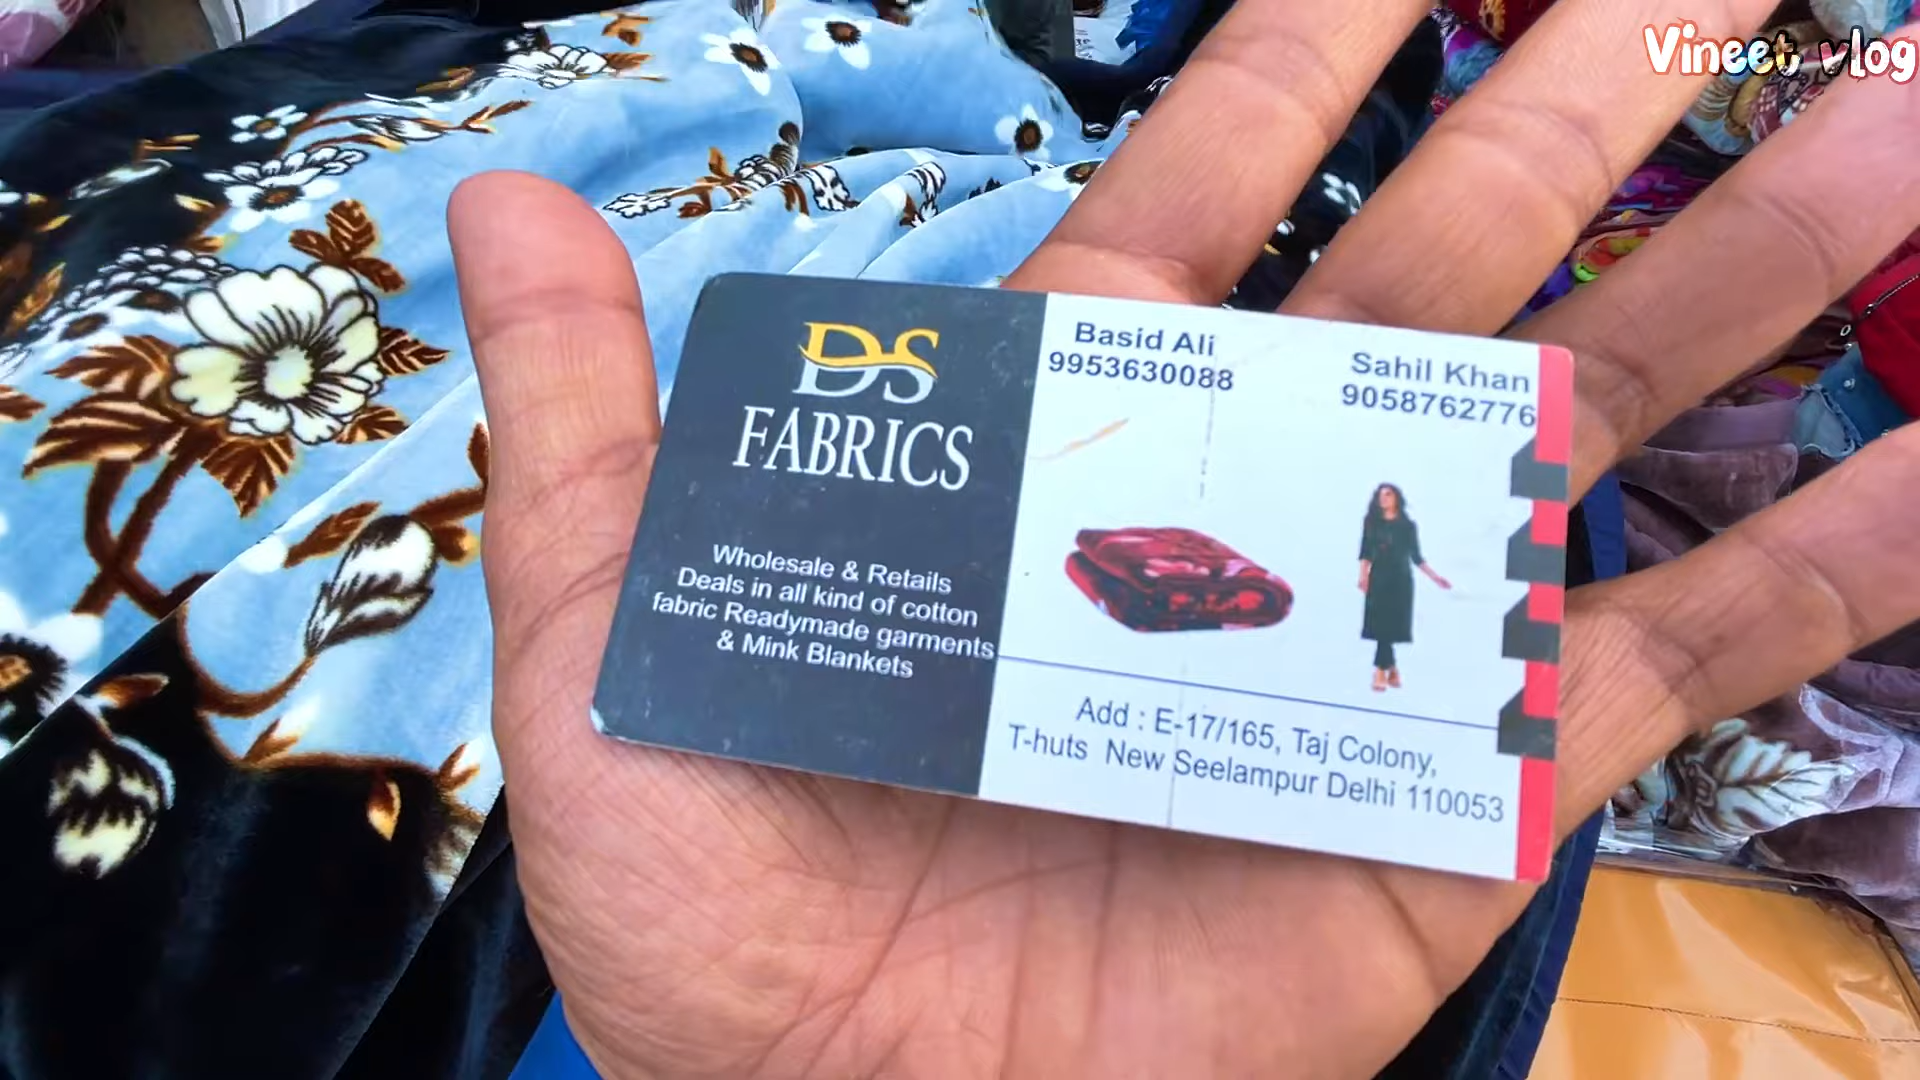 Vineet vlog
DS
FABRICS
Wholesale & Retails
Deals in all kind of cotton
fabric Readymade garments
& Mink Blankets
Basid Ali
9953630088
Sahil Khan
9058762776
Add : E-17/165, Taj Colony,
T-huts New Seelampur Delhi 110053